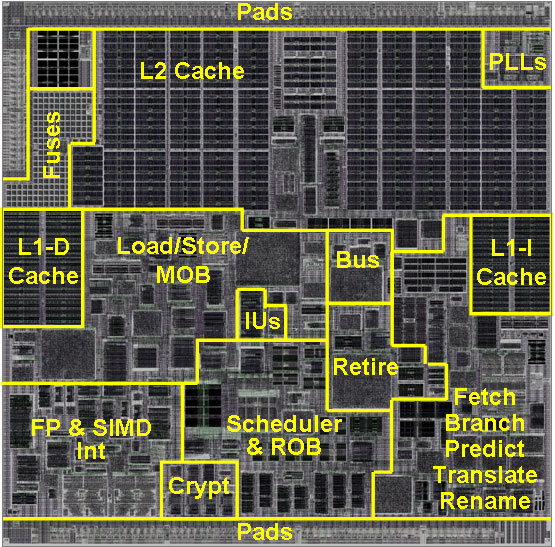 Pads
L2 Cache
PLLs
Fuses
L1-D
Cache
Load/Store/
MOB
Bus
L1-I
Cache
IUs
Retire
FP & SIMD
Int
Scheduler
& ROB
Fetch
Branch
Predict
Translate
Rename
Crypt
Pads